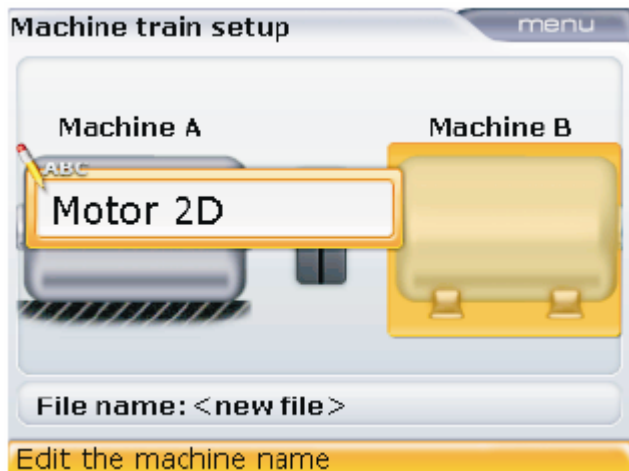 Machine train setup
menu
Machine A
Machine B
ABC
Motor 2D
File name: <new file>
Edit the machine name